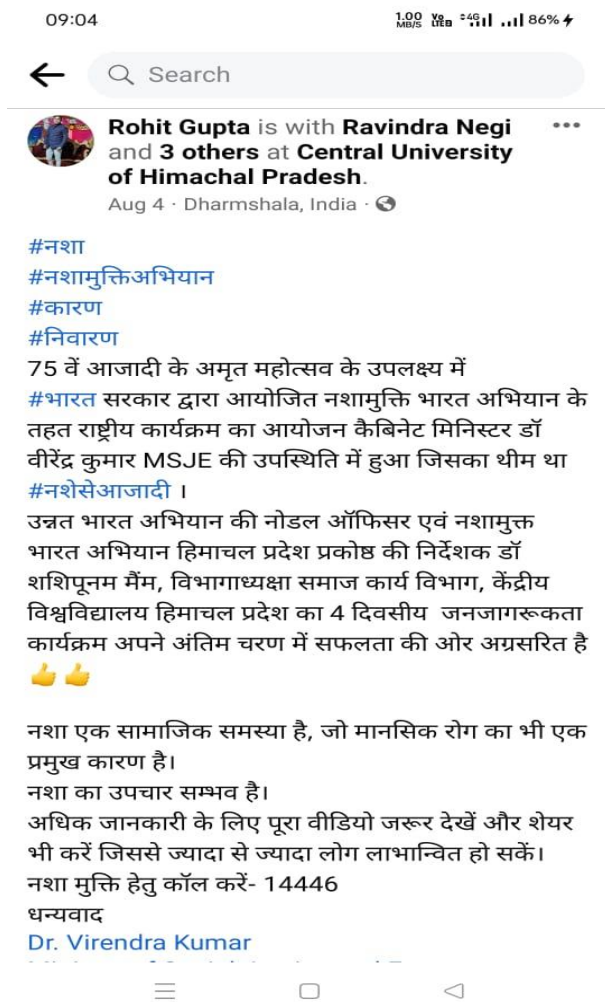 09:04
1.00 MB/S Vo LTE 4G 86%
Search
Rohit Gupta is with Ravindra Negi
and 3 others at Central University
of Himachal Pradesh.
Aug 4 · Dharmshala, India ·
#नशा
#नशामुक्तिअभियान
#कारण
#निवारण
75 वें आजादी के अमृत महोत्सव के उपलक्ष्य में
#भारत सरकार द्वारा आयोजित नशामुक्ति भारत अभियान के
तहत राष्ट्रीय कार्यक्रम का आयोजन कैबिनेट मिनिस्टर डॉ
वीरेंद्र कुमार MSJE की उपस्थिति में हुआ जिसका थीम था
#नशेसेआजादी ।
उन्नत भारत अभियान की नोडल ऑफिसर एवं नशामुक्त
भारत अभियान हिमाचल प्रदेश प्रकोष्ठ की निर्देशक डॉ
शशिपूनम मैंम, विभागाध्यक्षा समाज कार्य विभाग, केंद्रीय
विश्वविद्यालय हिमाचल प्रदेश का 4 दिवसीय जनजागरूकता
कार्यक्रम अपने अंतिम चरण में सफलता की ओर अग्रसरित है
👍 👍
नशा एक सामाजिक समस्या है, जो मानसिक रोग का भी एक
प्रमुख कारण है।
नशा का उपचार सम्भव है।
अधिक जानकारी के लिए पूरा वीडियो जरूर देखें और शेयर
भी करें जिससे ज्यादा से ज्यादा लोग लाभान्वित हो सकें।
नशा मुक्ति हेतु कॉल करें- 14446
धन्यवाद
Dr. Virendra Kumar